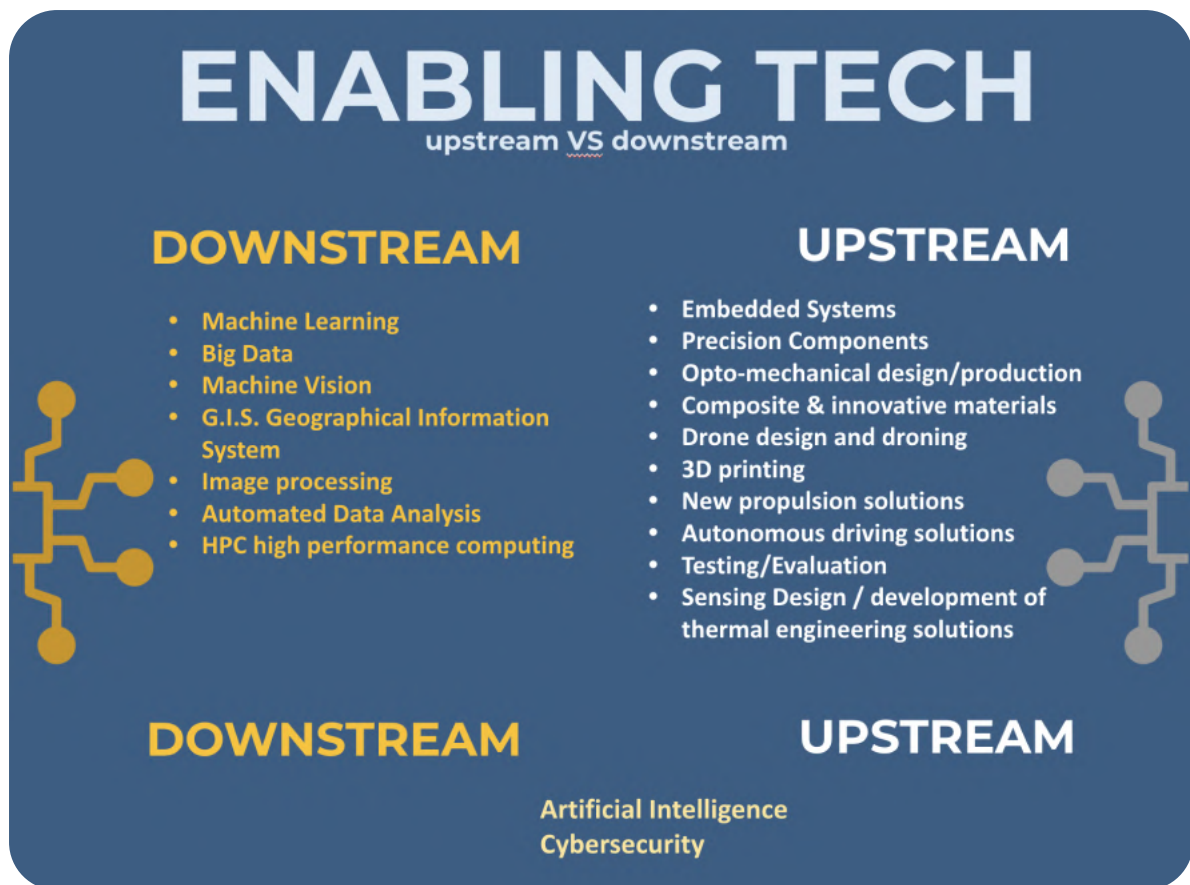 ENABLING TECH
upstream VS downstream
DOWNSTREAM
• Machine Learning
• Big Data
• Machine Vision
• G.I.S. Geographical Information
System
• Image processing
• Automated Data Analysis
• HPC high performance computing
UPSTREAM
• Embedded Systems
• Precision Components
• Opto-mechanical design/production
• Composite & innovative materials
• Drone design and droning
• 3D printing
• New propulsion solutions
• Autonomous driving solutions
• Testing/Evaluation
• Sensing Design / development of
thermal engineering solutions
DOWNSTREAM
UPSTREAM
Artificial Intelligence
Cybersecurity